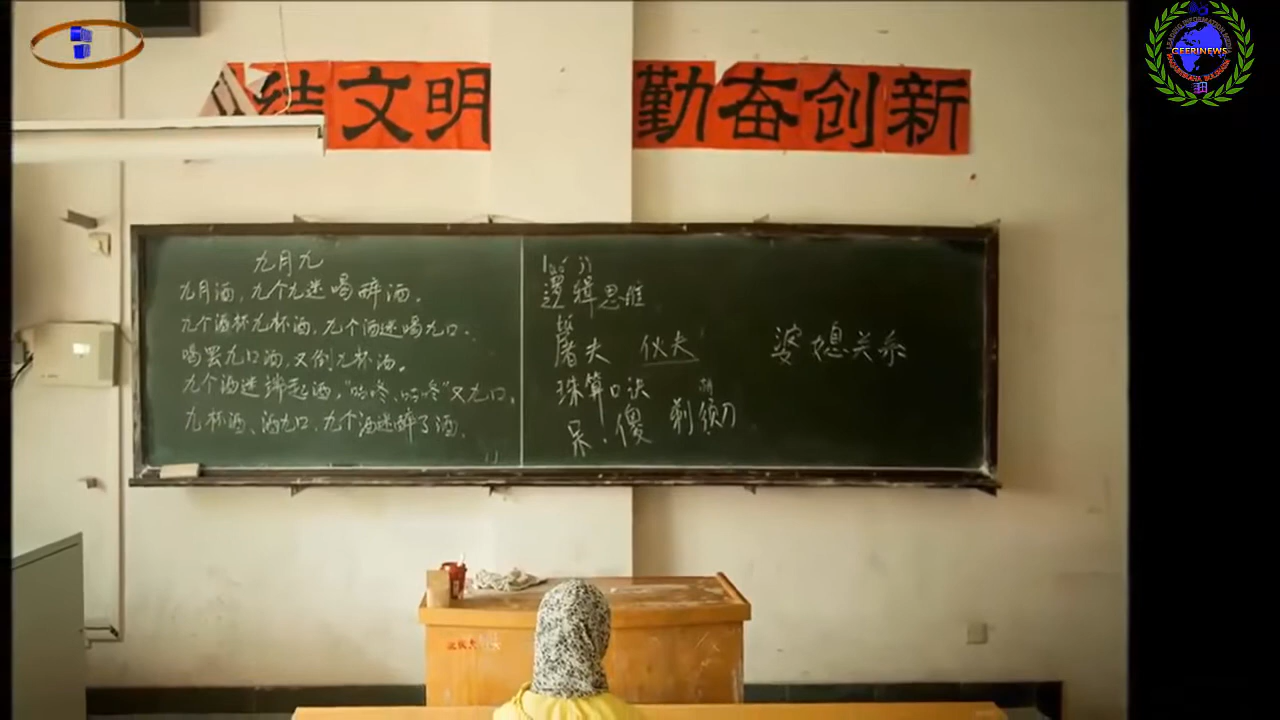 结文明 勤奋创新
CEERINEWS
九月九
九月酒,九个九迷喝醉酒。
九个酒杯九杯酒,九个酒迷喝九口。
喝罢九口酒,又倒九杯酒。
九个酒迷端起酒,“咕咚、咕咚”又九口。
九杯酒、酒九口、九个酒迷醉了酒。
luó jí
逻辑思维
tú
屠夫 伙夫
婆媳关系
珠算口诀
呆、傻 剃须刀